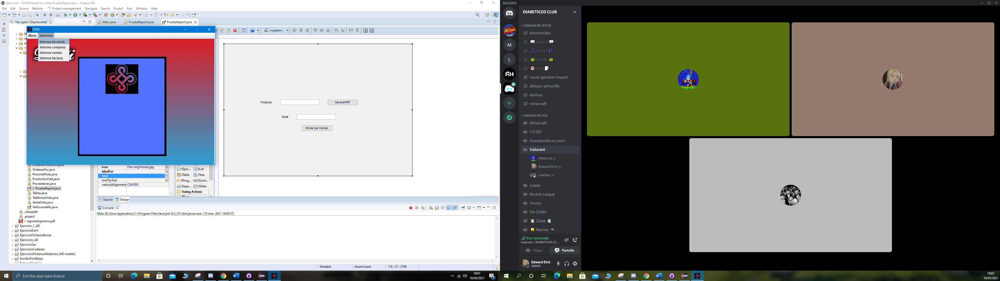 Ejercicios - DiWiPhones/src/vista/PruebaReport.java - Eclipse IDE
File Edit Source Refactor Project management Navigate Search Project Run Window Help
<system>
Navigator (Deprecated)
Main.java
PruebaReport.java
PruebaReport.java
DiWi
Menu Informes
Informe de stock
Informe compras
Informe ventas
Informe factura
Producto
GenerarPDF
Email
Enviar por Correo
OrdenarProductos.java
OrdenesFav.java
PersonalVista.java
ProductosVista.java
Proveedores.java
> PruebaReport.java
Tablas.java
TelefonosVista.java
VentaVista.java
VerEscandallo.java
.classpath
.project
> reporteSupremo.pdf
Ejercicio_1_AD
EjercicioDom
EjercicioFicherosBorrar
Ejercicios_AD
EjercicioSax
EjerciciosCadenas
EjerciciosFicherosAleatorios [AD master]
EscribirFichBytes
icon File: img\fondo.jpg
labelFor
text
toolTipText
verticalAlignment CENTER
JSpin... JList
JTable JTree
JProg... JScrol...
JSepa... JSlider
Swing Actions
Source Design
Console
Main (8) [Java Application] C:\Program Files\Java\jre1.8.0_251\bin\javaw.exe (10 mar. 2021 19:00:57)
Writable
Smart Insert
118 : 27 : 3709
Escribe aquí para buscar
19:01
10/03/2021
3
DISCORD
M
L
DIABETICOS CLUB
CANALES DE TEXTO
bienvenidas
general
música
memes
nsfw
cosas-genshin-impact
dibujos-pinturillo
dokkan
minecraft
CANALES DE VOZ
Minecraft
CS:GO
Granjeando un poco
Valorant
Alberroh :v
Edward Elric :v
Useless :v
Lolete
Rocket League
Varios
De Chillin
Clase
Recreo
Voz conectada
Valorant / DIABETICOS CL...
Vídeo
Pantalla
Edward Elric
#8668
19:01
10/03/2021